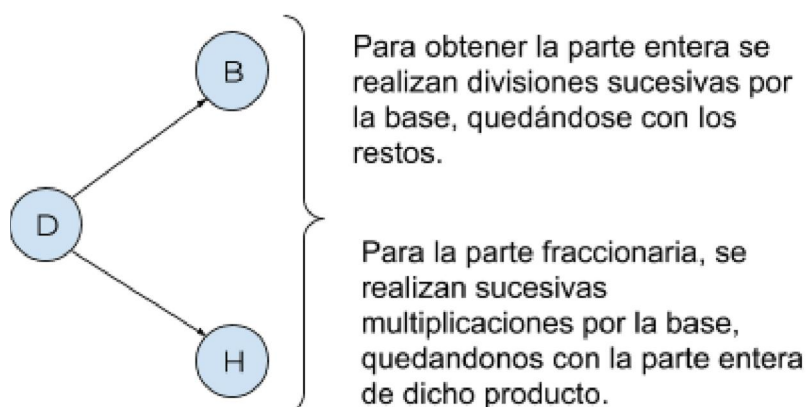 B
Para obtener la parte entera se
realizan divisiones sucesivas por
la base, quedándose con los
restos.
D
Para la parte fraccionaria, se
realizan sucesivas
multiplicaciones por la base,
quedandonos con la parte entera
de dicho producto.
H